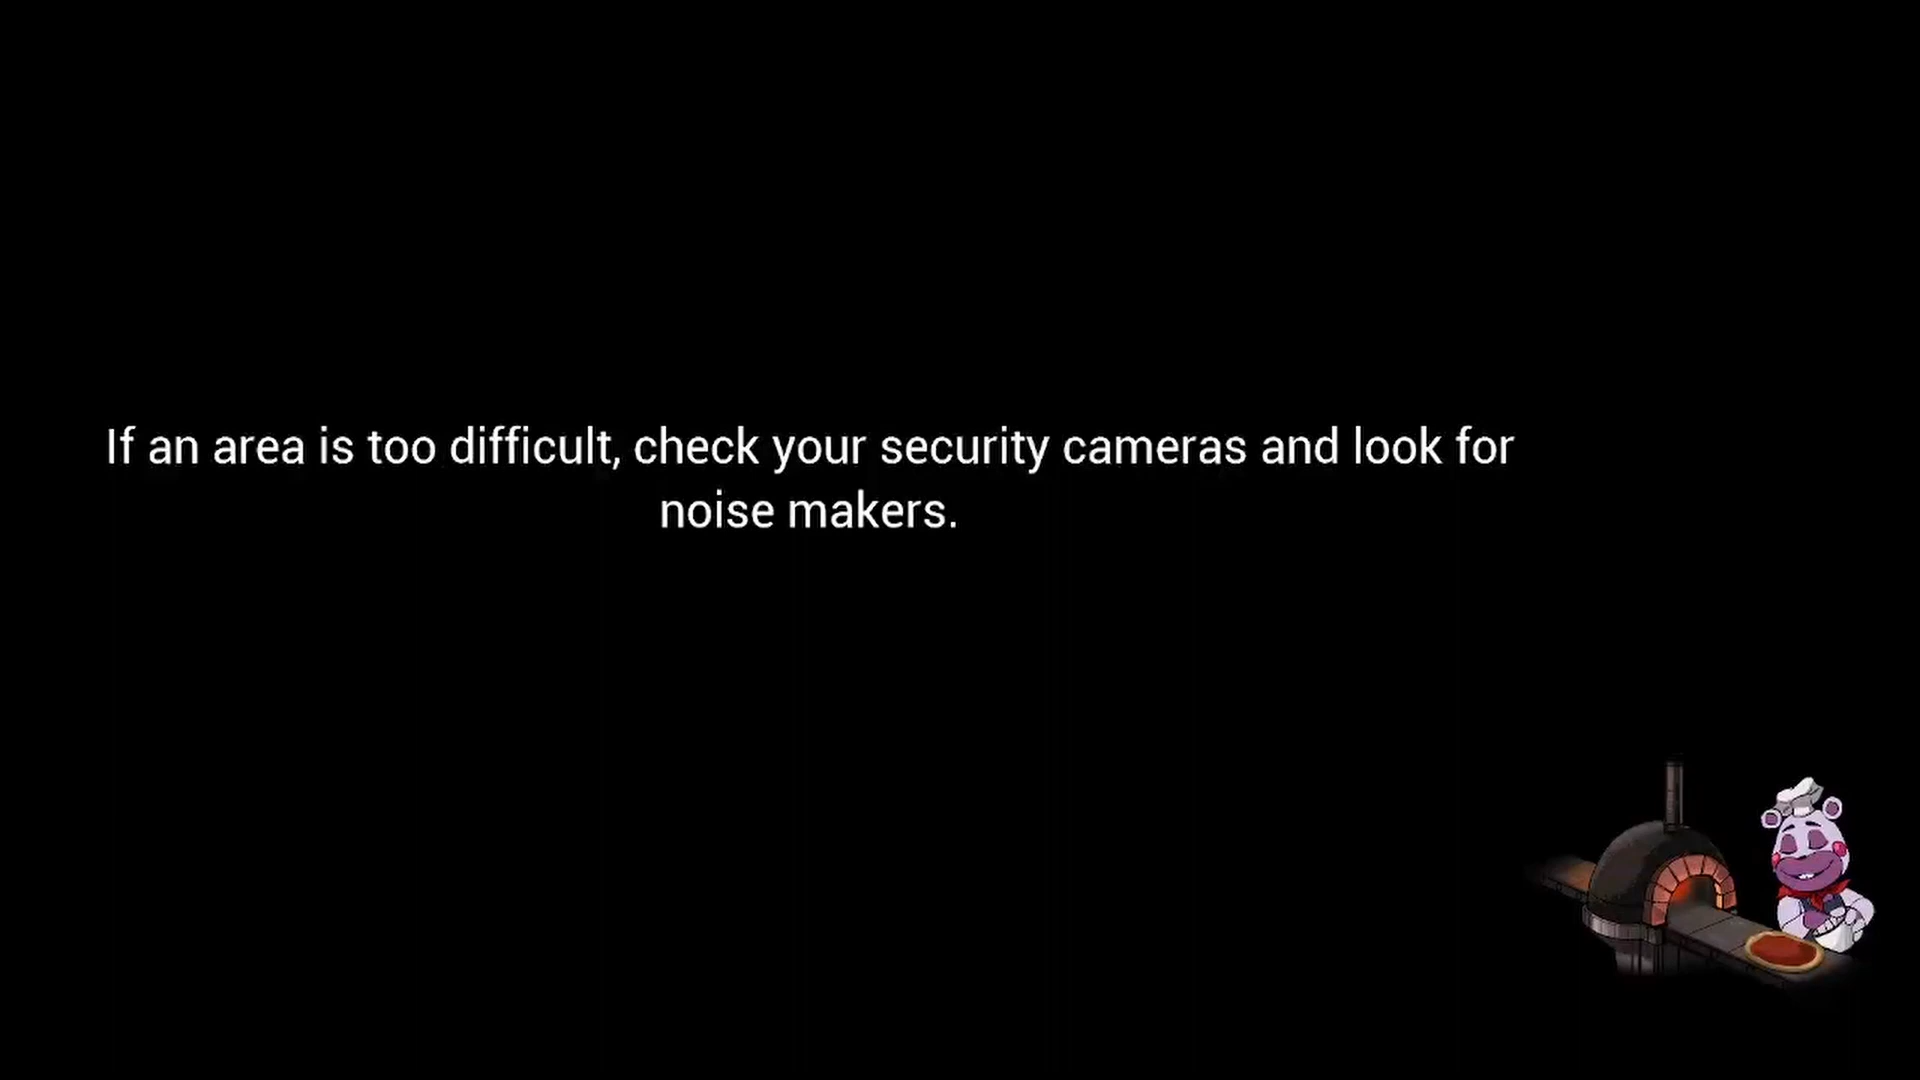 If an area is too difficult, check your security cameras and look for
noise makers.